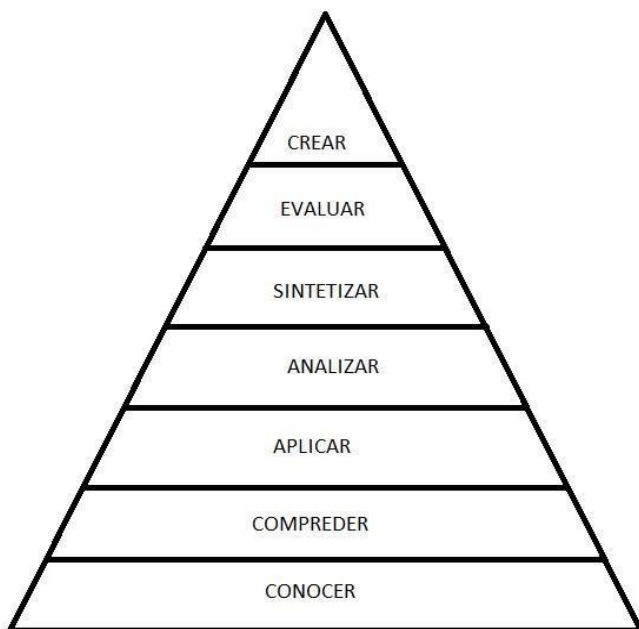 CREAR
EVALUAR
SINTETIZAR
ANALIZAR
APLICAR
COMPREDER
CONOCER